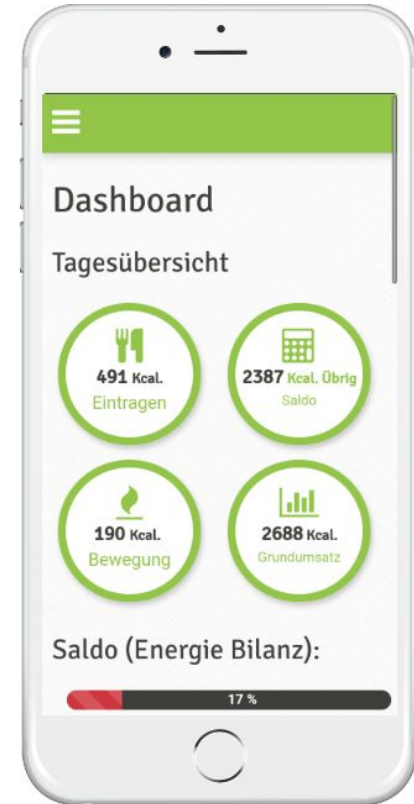 Dashboard
Tagesübersicht
491 Kcal.
Eintragen
2387 Kcal. Übrig
Saldo
190 Kcal.
Bewegung
2688 Kcal.
Grundumsatz
Saldo (Energie Bilanz):
17 %